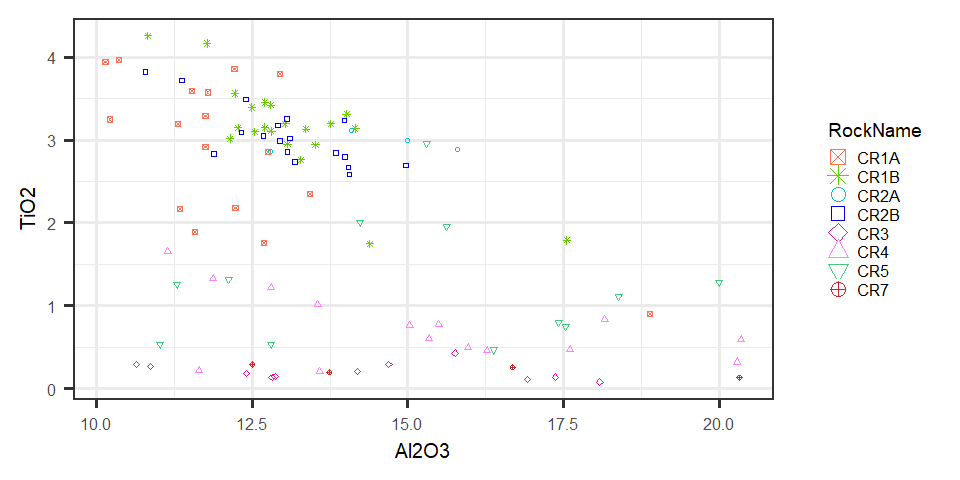 TiO2
4
3
2
1
0
10.0 12.5 15.0 17.5 20.0
Al2O3
RockName
CR1A
CR1B
CR2A
CR2B
CR3
CR4
CR5
CR7